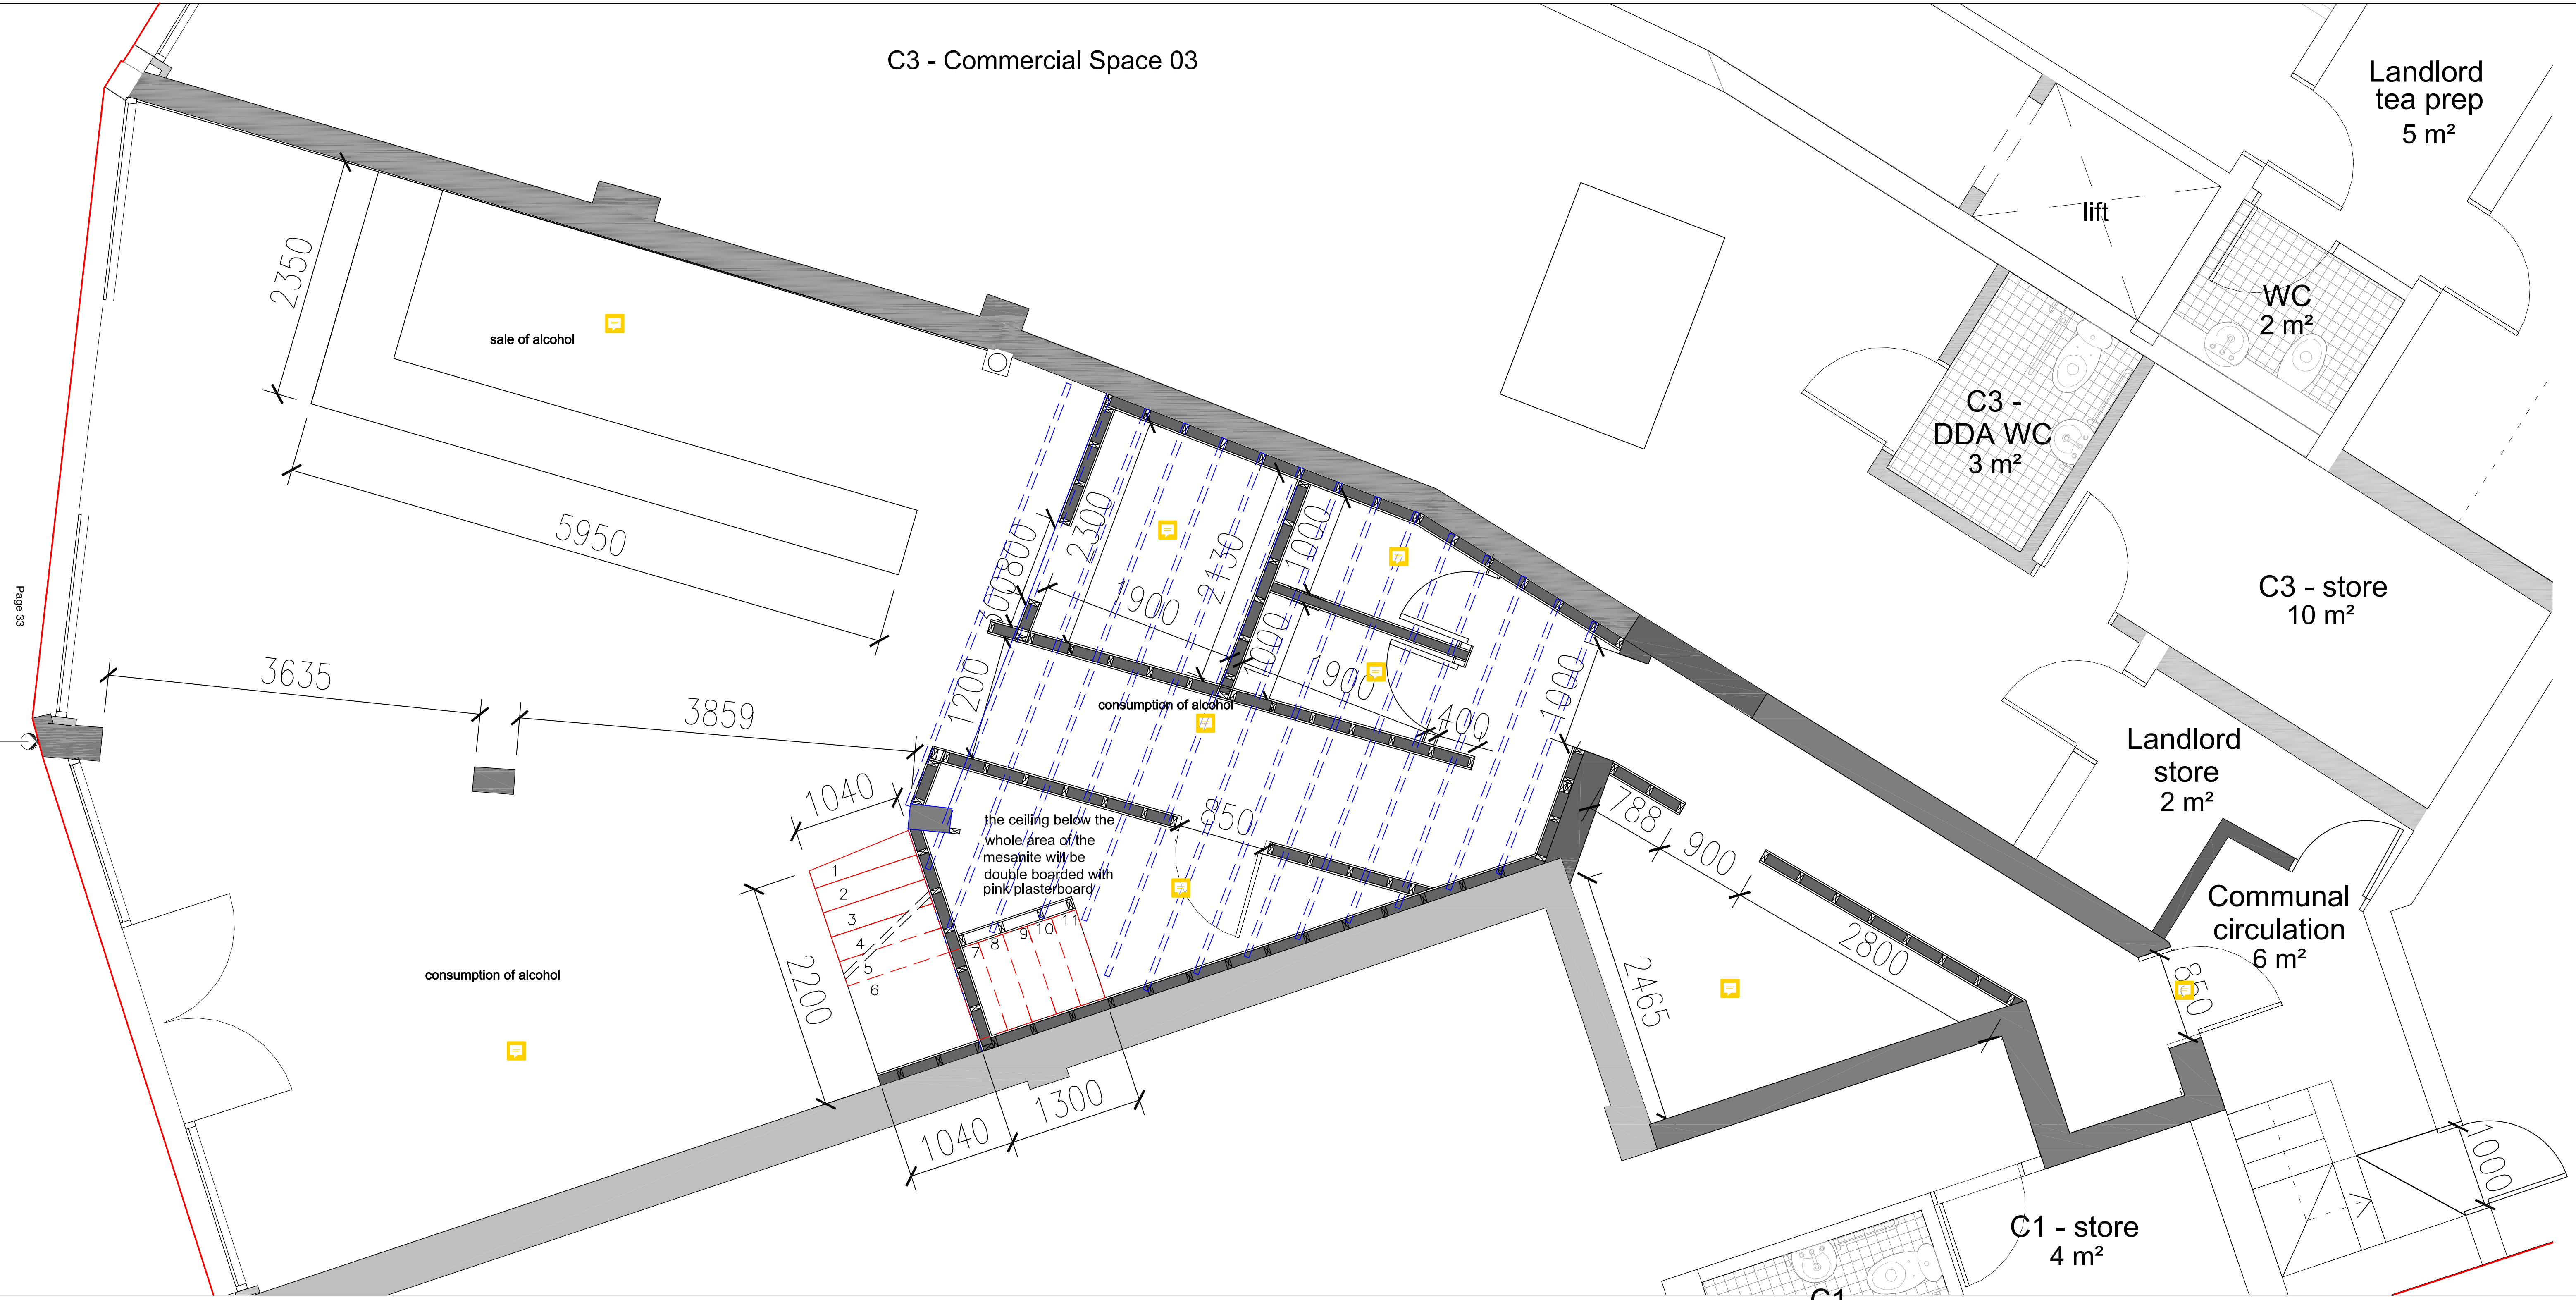 C3 - Commercial Space 03
Landlord
tea prep
5 m²
lift
WC
2 m²
C3 -
DDA WC
3 m²
C3 - store
10 m²
Landlord
store
2 m²
Communal
circulation
6 m²
C1 - store
4 m²
Page 33
2350
sale of alcohol
5950
3635
3859
800
2300
2130
1900
1000
1000
1900
400
1000
1200
consumption of alcohol
1040
850
the ceiling below the
whole area of the
mesanite will be
double boarded with
pink plasterboard
1
2
3
4
5
6
7
8
9
10
11
2200
consumption of alcohol
1040
1300
788
900
2800
2465
850
1000